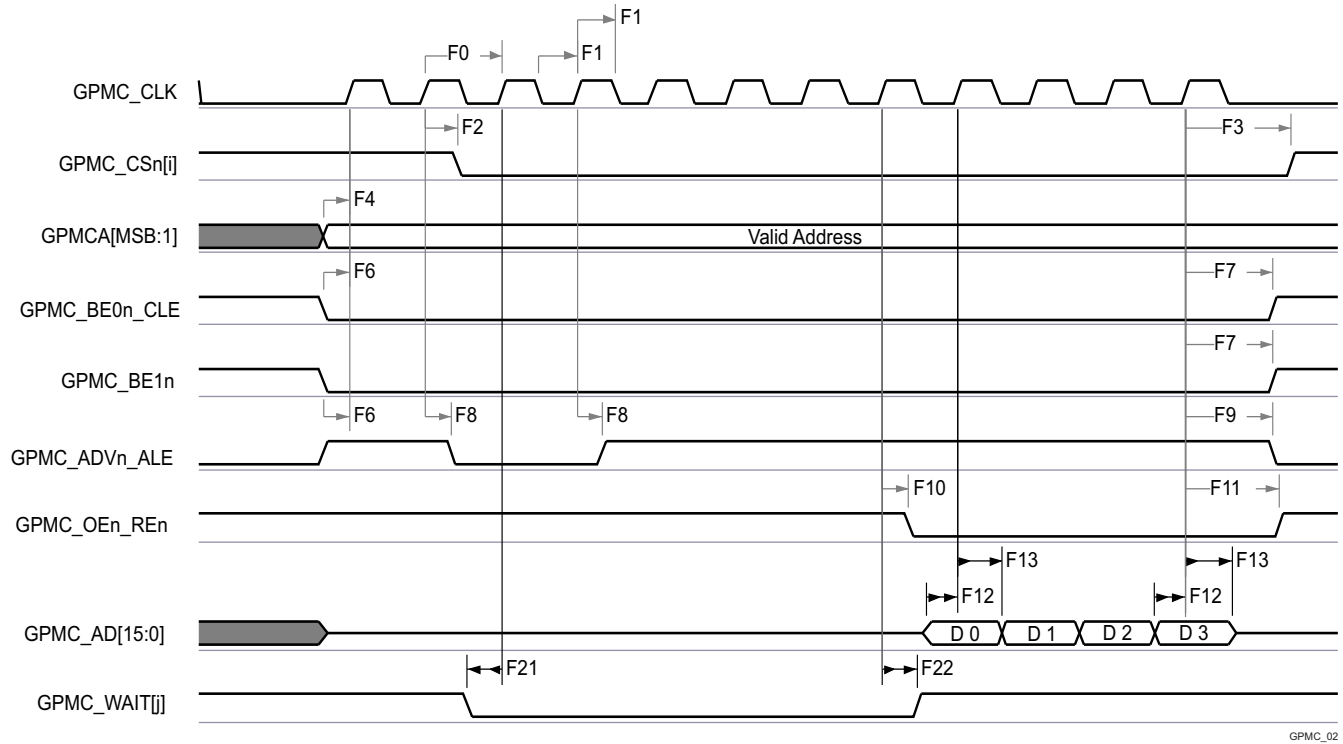 F1
F0
F1
GPMC_CLK
F2
F3
GPMC_CSn[i]
F4
GPMCA[MSB:1]
Valid Address
F6
F7
GPMC_BE0n_CLE
F7
GPMC_BE1n
F6
F8
F8
F9
GPMC_ADVn_ALE
F10
F11
GPMC_OEn_REn
F13
F13
F12
F12
GPMC_AD[15:0]
D 0
D 1
D 2
D 3
F21
F22
GPMC_WAIT[j]
GPMC_02